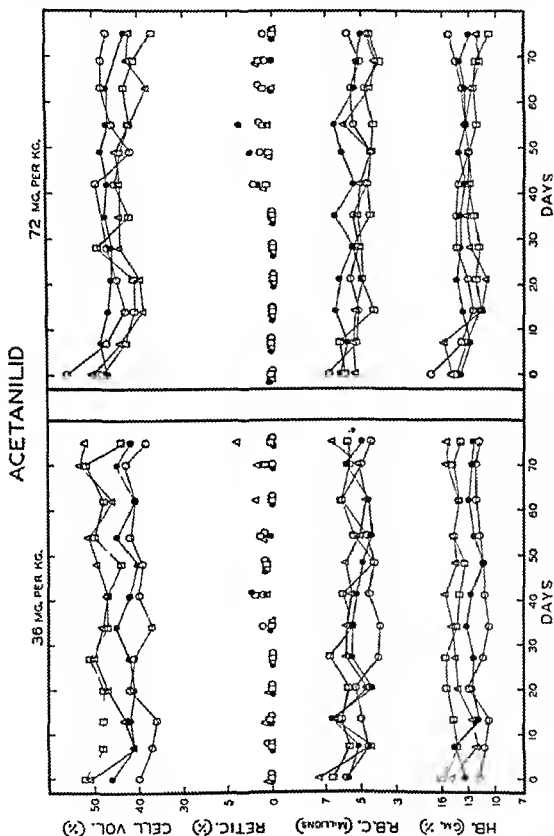 ACETANILID
36 MG. PER KG.
72 MG. PER KG.
CELL VOL. (%)
50
40
30
RETIC. (%)
5
0
R.B.C. (MILLIONS)
7
5
3
HB. (GM. %)
16
13
10
7
0 10 20 30 40 50 60 70
DAYS
0 10 20 30 40 50 60 70
DAYS